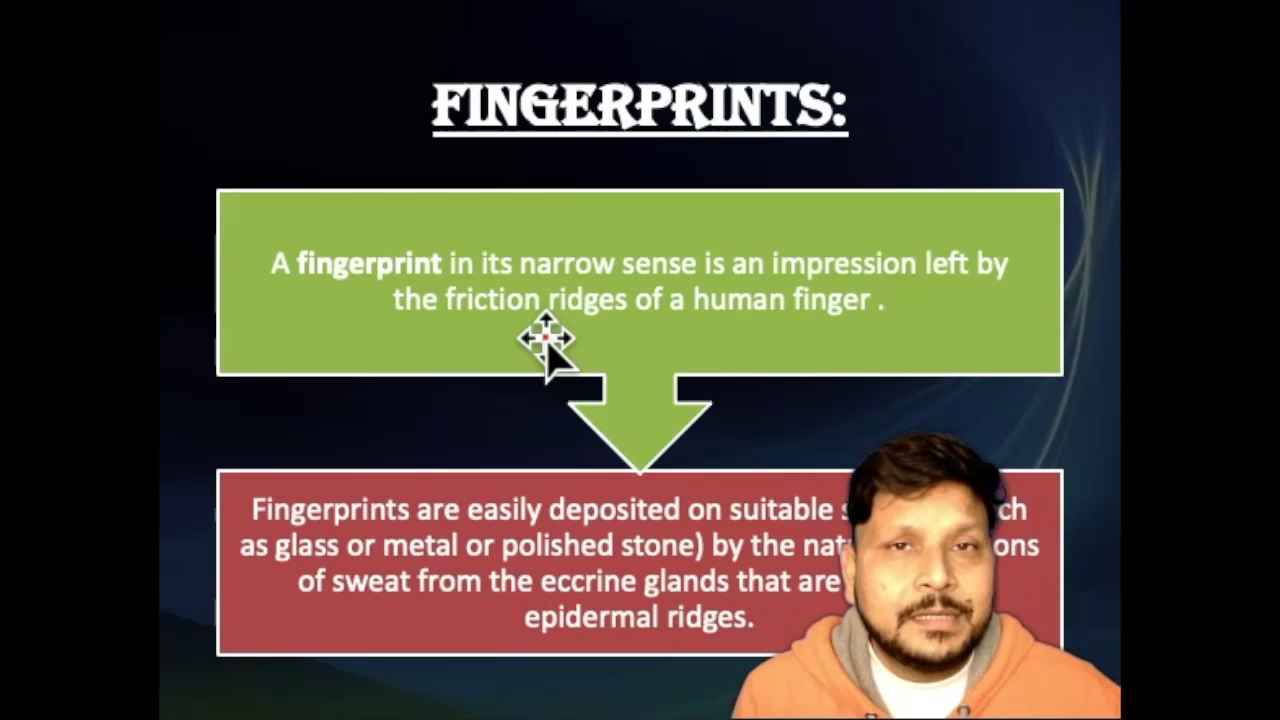 FINGERPRINTS:
A fingerprint in its narrow sense is an impression left by
the friction ridges of a human finger .
Fingerprints are easily deposited on suitable
as glass or metal or polished stone) by the
of sweat from the eccrine glands that are
epidermal ridges.